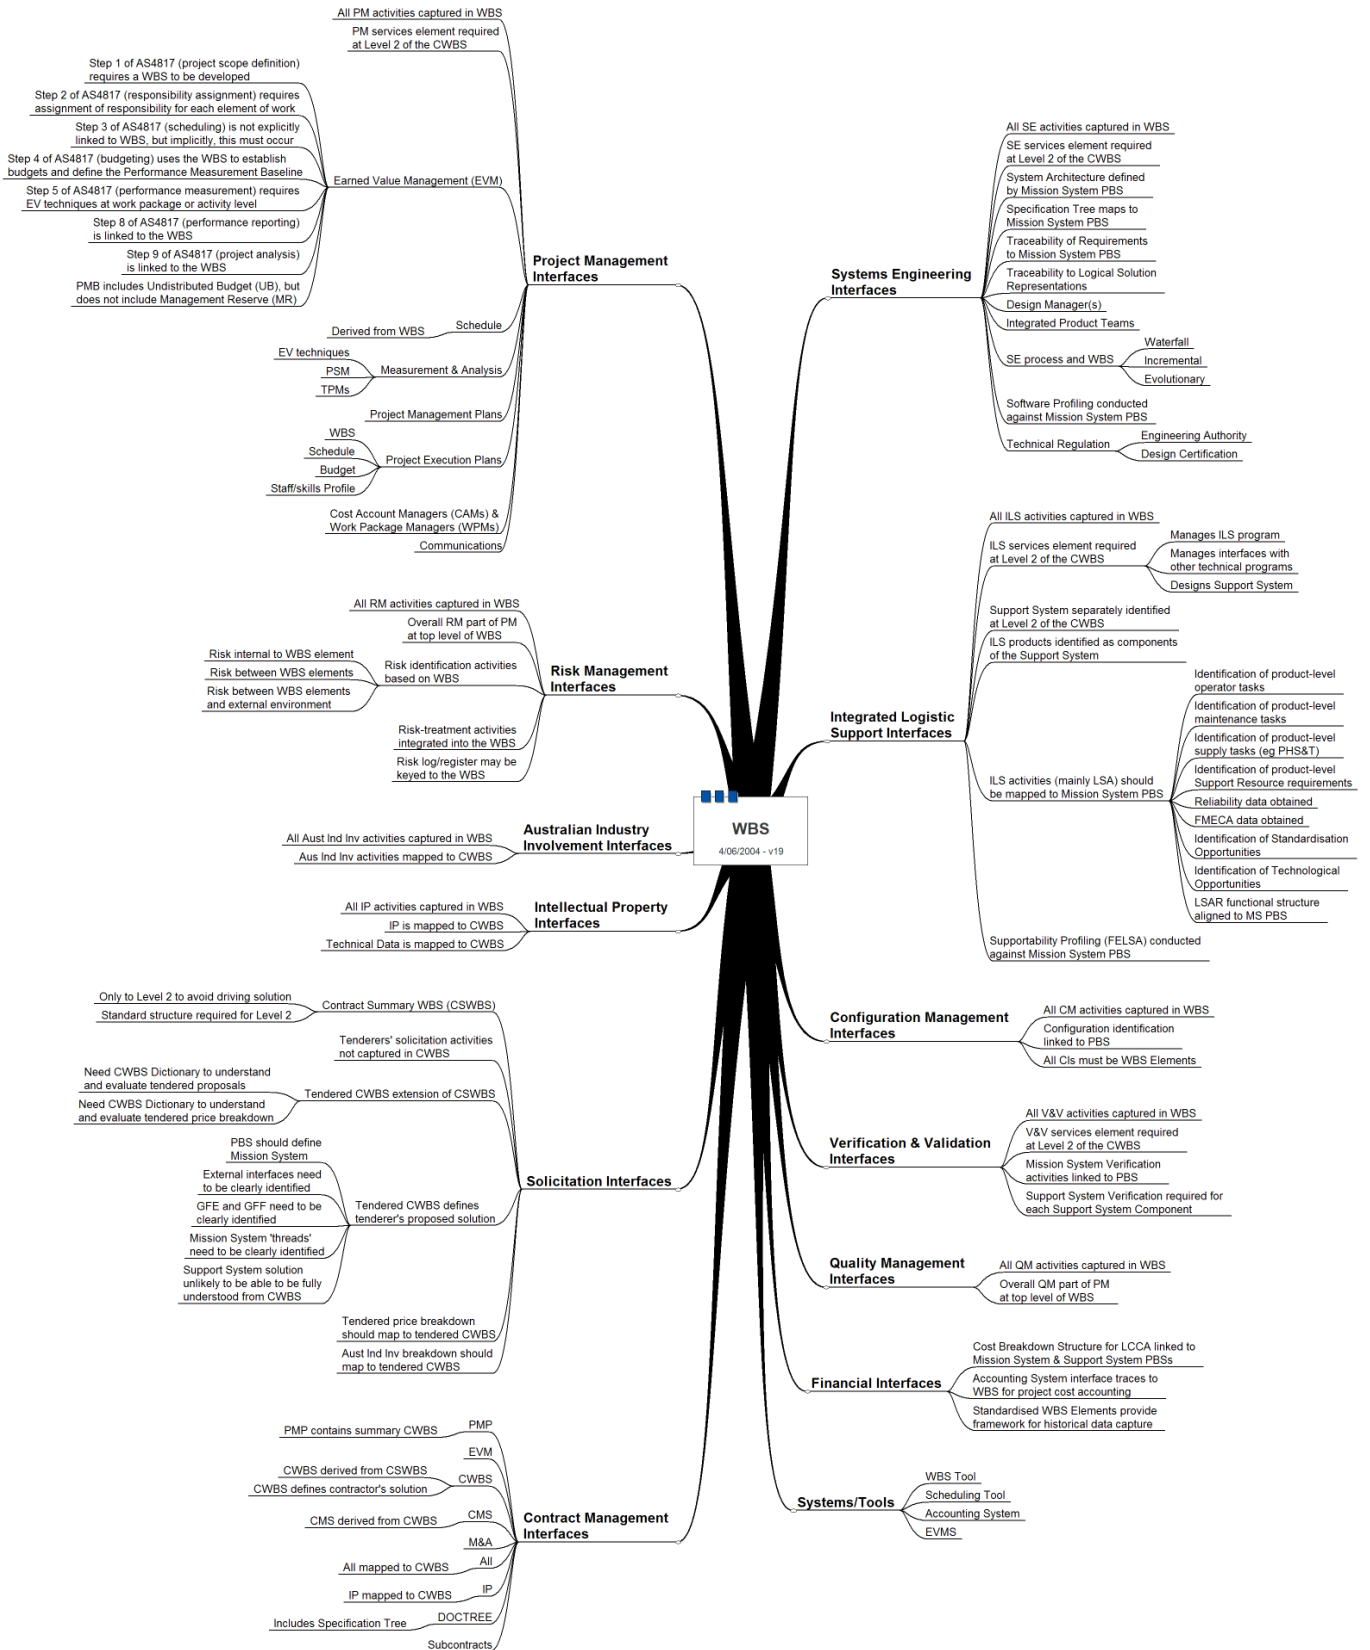 All PM activities captured in WBS
PM services element required
at Level 2 of the CWBS
Step 1 of AS4817 (project scope definition)
requires a WBS to be developed
Step 2 of AS4817 (responsibility assignment) requires
assignment of responsibility for each element of work
Step 3 of AS4817 (scheduling) is not explicitly
linked to WBS, but implicitly, this must occur
Step 4 of AS4817 (budgeting) uses the WBS to establish
budgets and define the Performance Measurement Baseline
Step 5 of AS4817 (performance measurement) requires
EV techniques at work package or activity level
Step 8 of AS4817 (performance reporting)
is linked to the WBS
Step 9 of AS4817 (project analysis)
is linked to the WBS
PMB includes Undistributed Budget (UB), but
does not include Management Reserve (MR)
Earned Value Management (EVM)
Project Management
Interfaces
Derived from WBS
Schedule
EV techniques
PSM
TPMs
Measurement & Analysis
Project Management Plans
WBS
Schedule
Budget
Staff/skills Profile
Project Execution Plans
Cost Account Managers (CAMs) &
Work Package Managers (WPMs)
Communications
All RM activities captured in WBS
Overall RM part of PM
at top level of WBS
Risk internal to WBS element
Risk between WBS elements
Risk between WBS elements
and external environment
Risk identification activities
based on WBS
Risk Management
Interfaces
Risk-treatment activities
integrated into the WBS
Risk log/register may be
keyed to the WBS
All Aust Ind Inv activities captured in WBS
Aus Ind Inv activities mapped to CWBS
Australian Industry
Involvement Interfaces
All IP activities captured in WBS
IP is mapped to CWBS
Technical Data is mapped to CWBS
Intellectual Property
Interfaces
Only to Level 2 to avoid driving solution
Standard structure required for Level 2
Contract Summary WBS (CSWBS)
Tenderers' solicitation activities
not captured in CWBS
Need CWBS Dictionary to understand
and evaluate tendered proposals
Need CWBS Dictionary to understand
and evaluate tendered price breakdown
Tendered CWBS extension of CSWBS
PBS should define
Mission System
External interfaces need
to be clearly identified
GFE and GFF need to be
clearly identified
Mission System 'threads'
need to be clearly identified
Support System solution
unlikely to be able to be fully
understood from CWBS
Tendered CWBS defines
tenderer's proposed solution
Solicitation Interfaces
Tendered price breakdown
should map to tendered CWBS
Aust Ind Inv breakdown should
map to tendered CWBS
PMP contains summary CWBS
PMP
EVM
CWBS derived from CSWBS
CWBS defines contractor's solution
CWBS
CMS derived from CWBS
CMS
M&A
AII mapped to CWBS
AII
IP mapped to CWBS
IP
Includes Specification Tree
DOCTREE
Subcontracts
Contract Management
Interfaces
WBS
4/06/2004 - v19
Systems Engineering
Interfaces
All SE activities captured in WBS
SE services element required
at Level 2 of the CWBS
System Architecture defined
by Mission System PBS
Specification Tree maps to
Mission System PBS
Traceability of Requirements
to Mission System PBS
Traceability to Logical Solution
Representations
Design Manager(s)
Integrated Product Teams
SE process and WBS
Waterfall
Incremental
Evolutionary
Software Profiling conducted
against Mission System PBS
Technical Regulation
Engineering Authority
Design Certification
Integrated Logistic
Support Interfaces
All ILS activities captured in WBS
ILS services element required
at Level 2 of the CWBS
Manages ILS program
Manages interfaces with
other technical programs
Designs Support System
Support System separately identified
at Level 2 of the CWBS
ILS products identified as components
of the Support System
ILS activities (mainly LSA) should
be mapped to Mission System PBS
Identification of product-level
operator tasks
Identification of product-level
maintenance tasks
Identification of product-level
supply tasks (eg PHS&T)
Identification of product-level
Support Resource requirements
Reliability data obtained
FMECA data obtained
Identification of Standardisation
Opportunities
Identification of Technological
Opportunities
LSAR functional structure
aligned to MS PBS
Supportability Profiling (FELSA) conducted
against Mission System PBS
Configuration Management
Interfaces
All CM activities captured in WBS
Configuration identification
linked to PBS
All CIs must be WBS Elements
Verification & Validation
Interfaces
All V&V activities captured in WBS
V&V services element required
at Level 2 of the CWBS
Mission System Verification
activities linked to PBS
Support System Verification required for
each Support System Component
Quality Management
Interfaces
All QM activities captured in WBS
Overall QM part of PM
at top level of WBS
Financial Interfaces
Cost Breakdown Structure for LCCA linked to
Mission System & Support System PBSs
Accounting System interface traces to
WBS for project cost accounting
Standardised WBS Elements provide
framework for historical data capture
Systems/Tools
WBS Tool
Scheduling Tool
Accounting System
EVMS